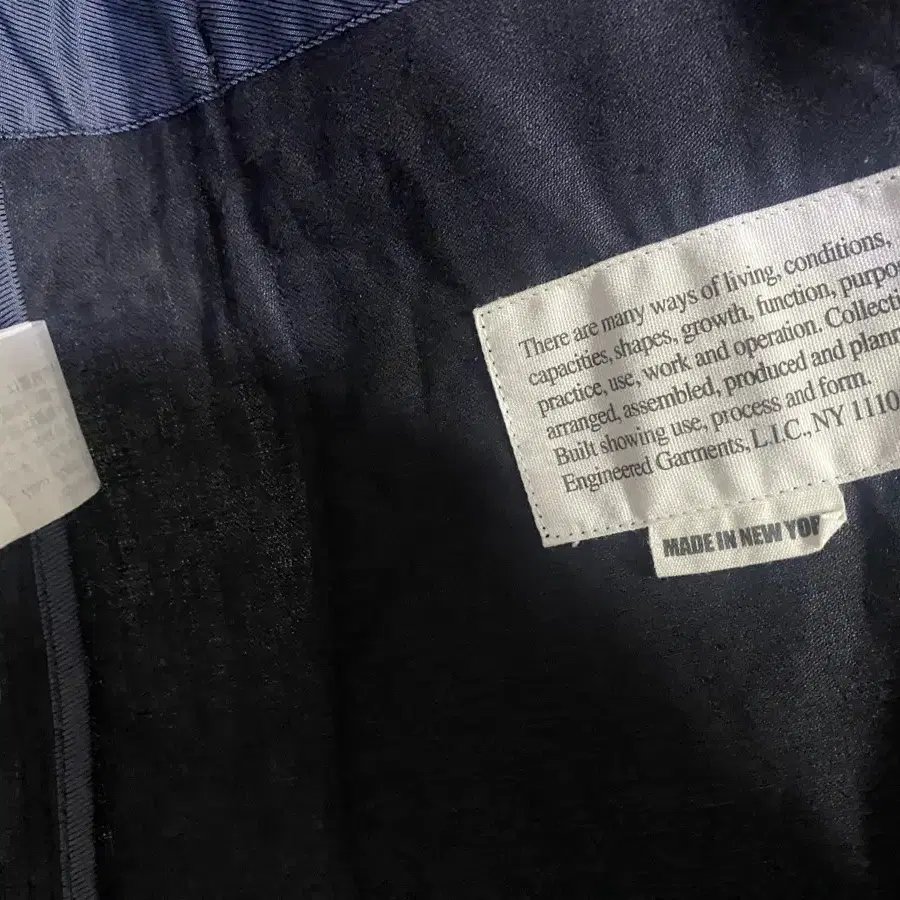 There are many ways of living, conditions,
capacities, shapes, growth, function, purpo
practice, use, work and operation. Collecti
arranged, assembled, produced and plann
Built showing use, process and form.
Engineered Garments, L.I.C., NY 1110
MADE IN NEW YOR